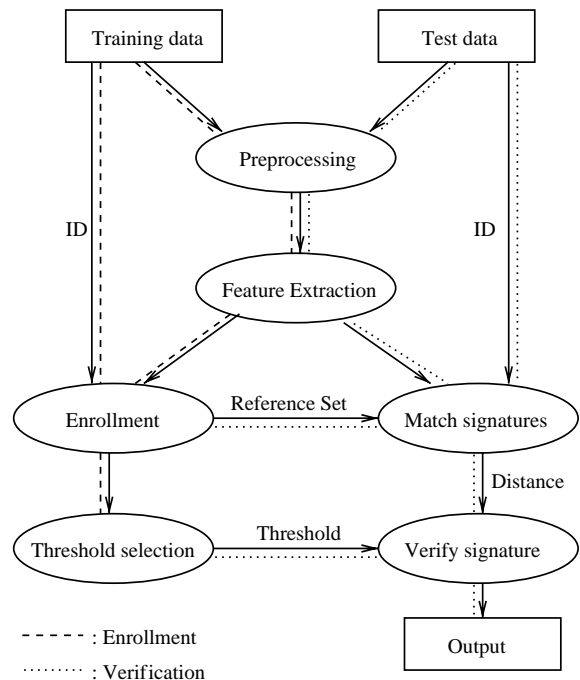 Training data
Test data
Preprocessing
ID
ID
Feature Extraction
Enrollment
Reference Set
Match signatures
Distance
Threshold selection
Threshold
Verify signature
Output
: Enrollment
: Verification